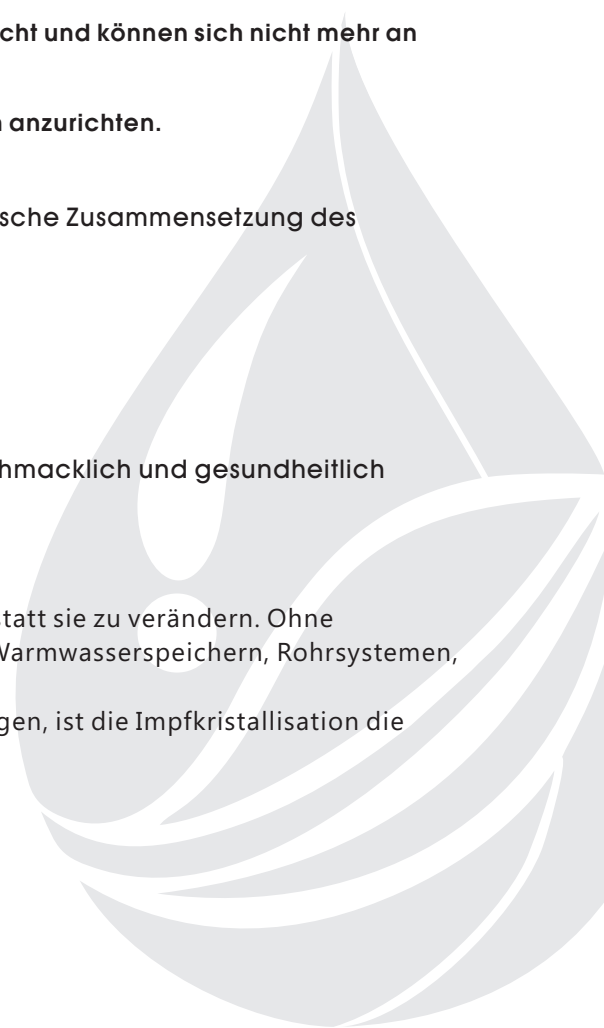 cht und können sich nicht mehr an
anzurichten.
sche Zusammensetzung des
hmacklich und gesundheitlich
statt sie zu verändern. Ohne
Warmwasserspeichern, Rohrsystemen,
gen, ist die Impfkristallisation die